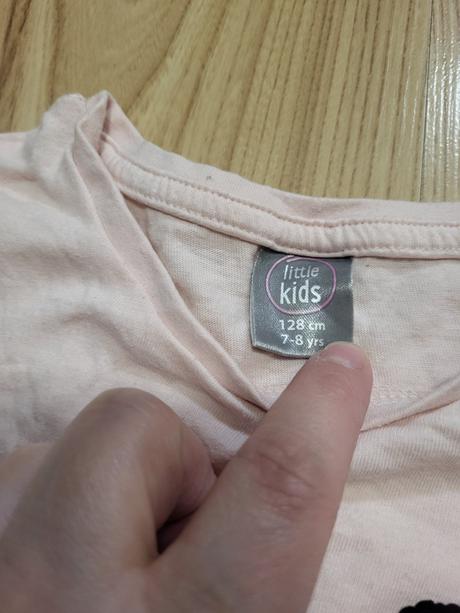 little
kids
128 cm
7-8 yrs